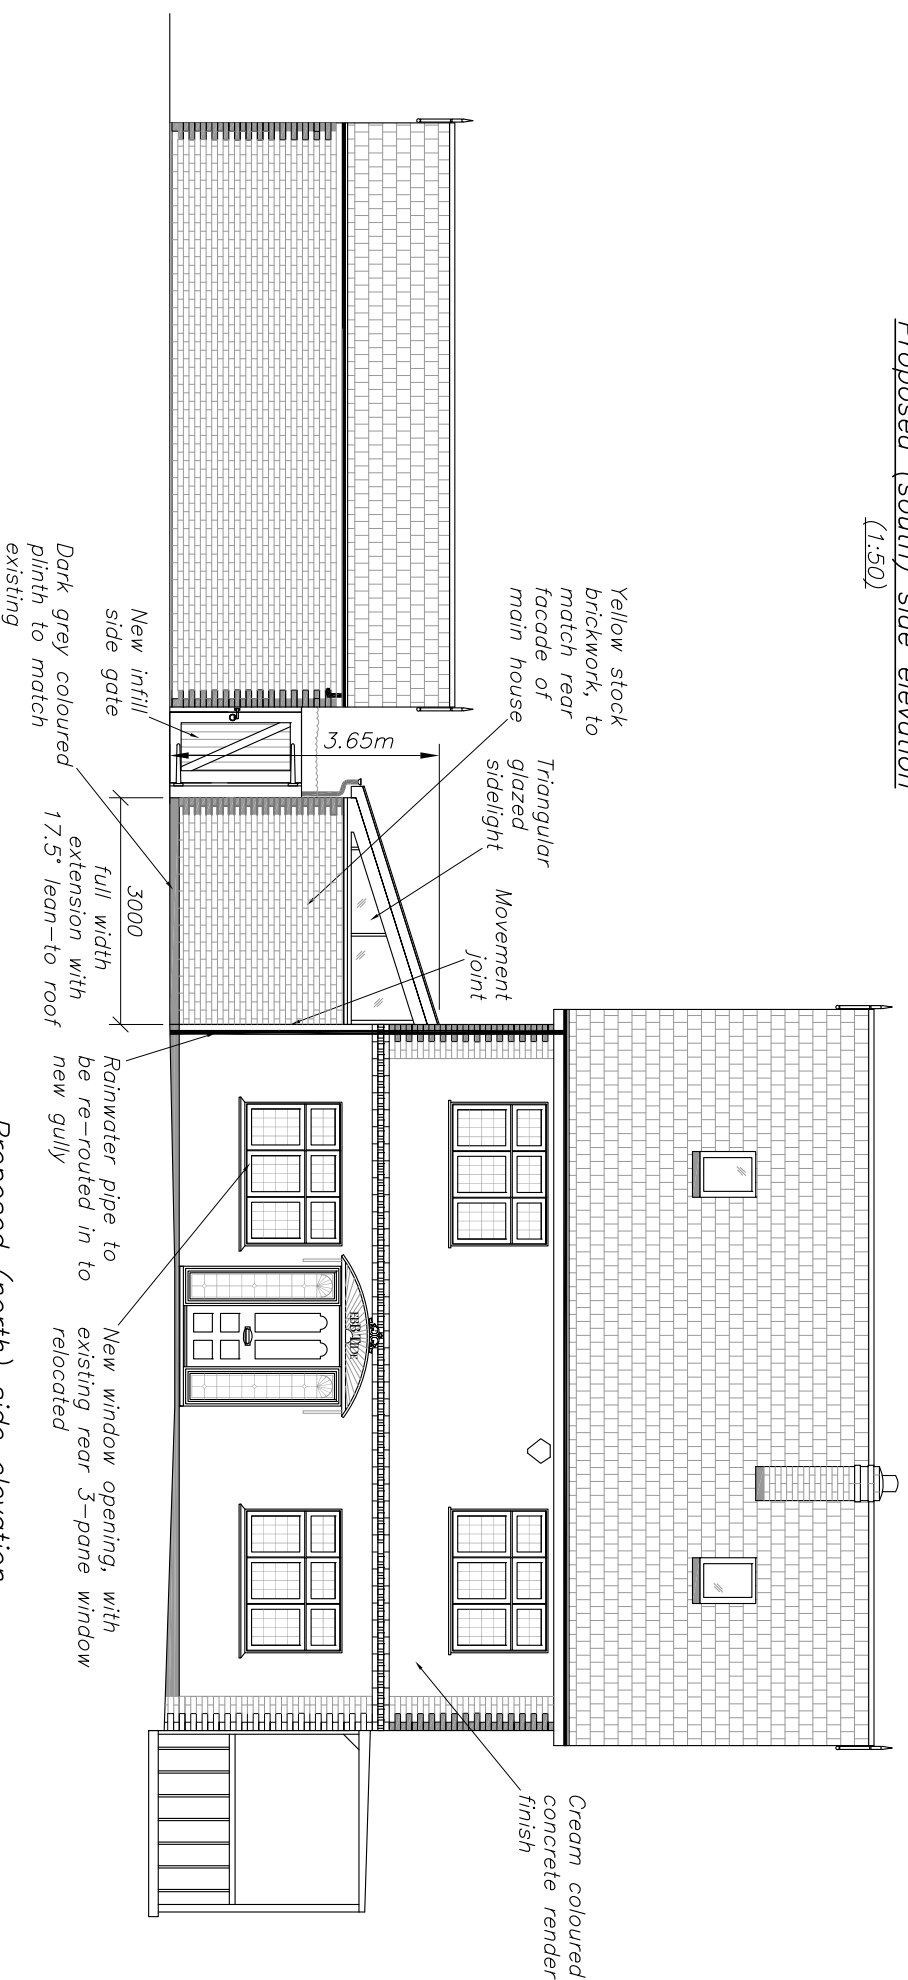 Proposed (south) side elevation
(1:50)
Yellow stock
brickwork, to
match rear
facade of
main house
Triangular
glazed
sidelight
Movement
joint
Cream coloured
concrete render
finish
3.65m
EBB TIDE
New infill
side gate
Dark grey coloured
plinth to match
existing
3000
full width
extension with
17.5° lean-to roof
Rainwater pipe to
be re-routed in to
new gully
New window opening, with
existing rear 3-pane window
relocated
Proposed (north) side elevation